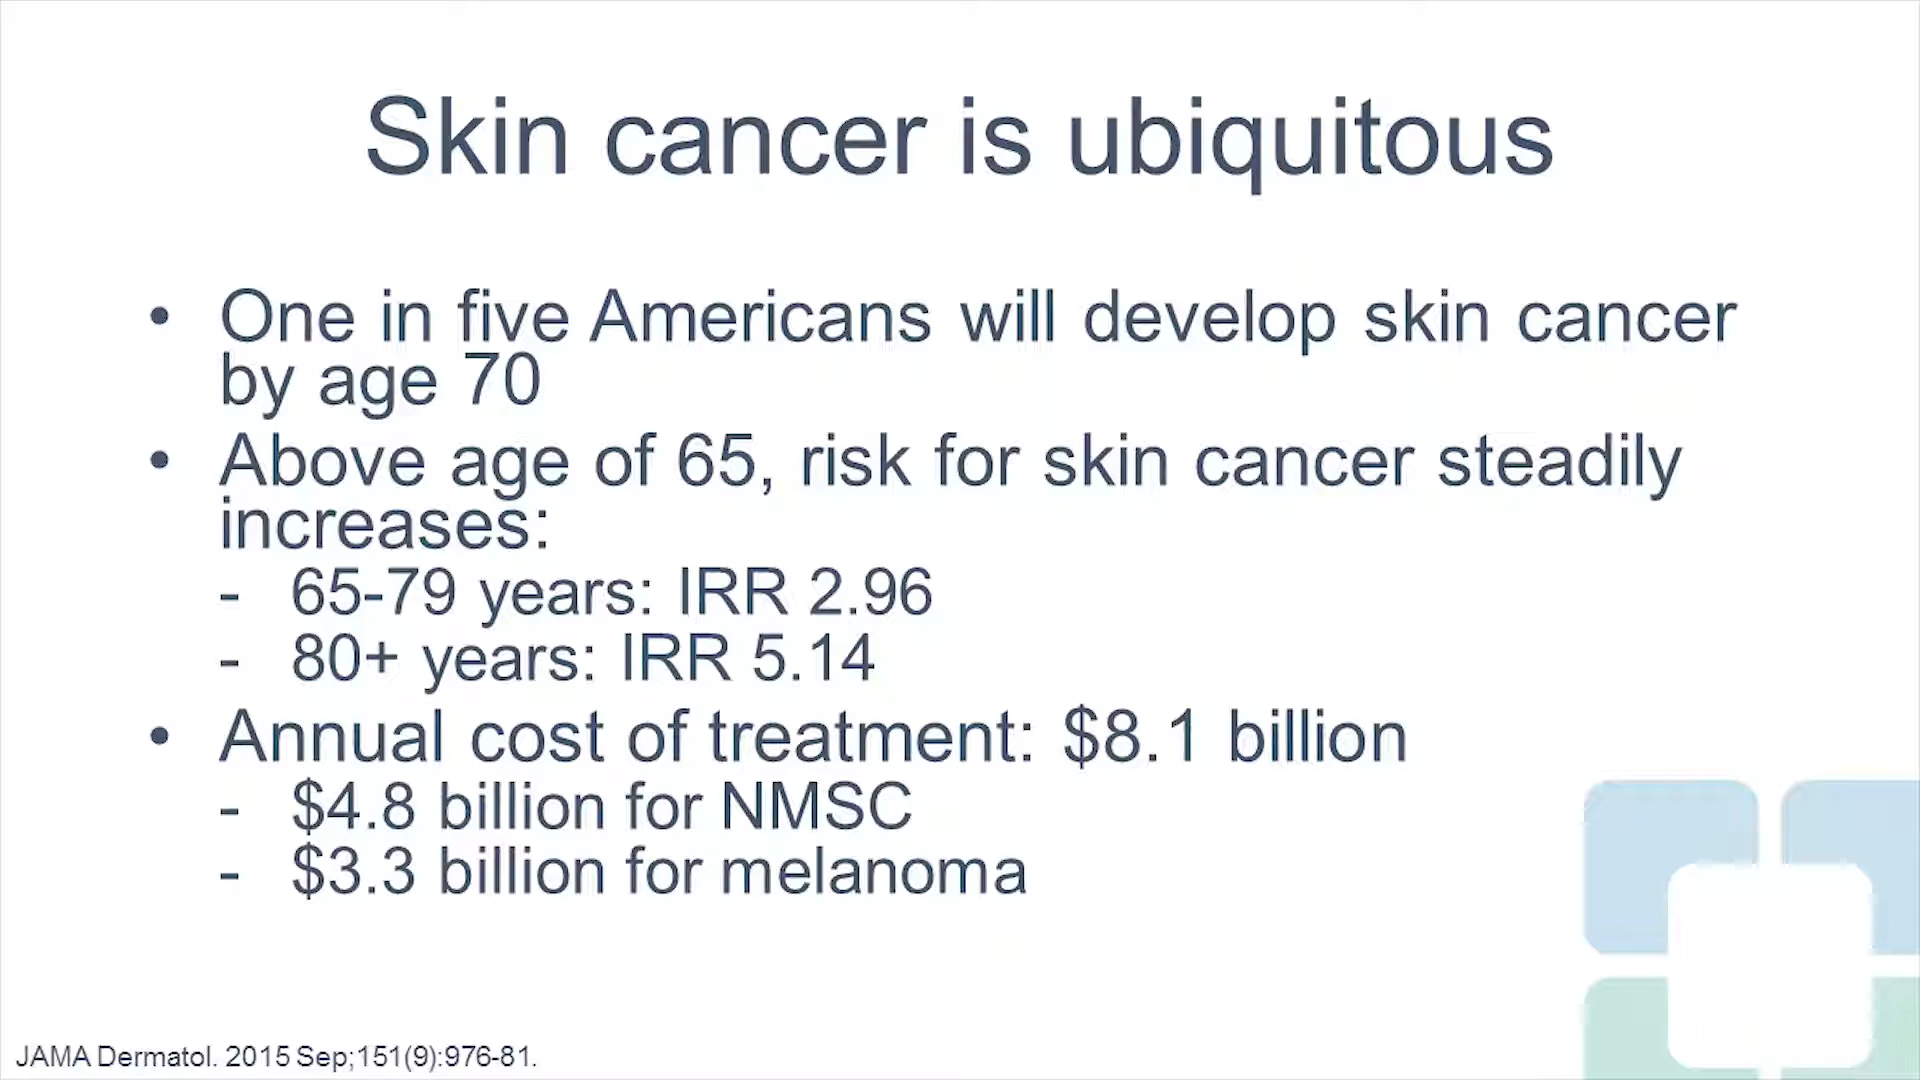 Skin cancer is ubiquitous
• One in five Americans will develop skin cancer
by age 70
• Above age of 65, risk for skin cancer steadily
increases:
- 65-79 years: IRR 2.96
- 80+ years: IRR 5.14
• Annual cost of treatment: $8.1 billion
- $4.8 billion for NMSC
- $3.3 billion for melanoma
JAMA Dermatol. 2015 Sep;151(9):976-81.